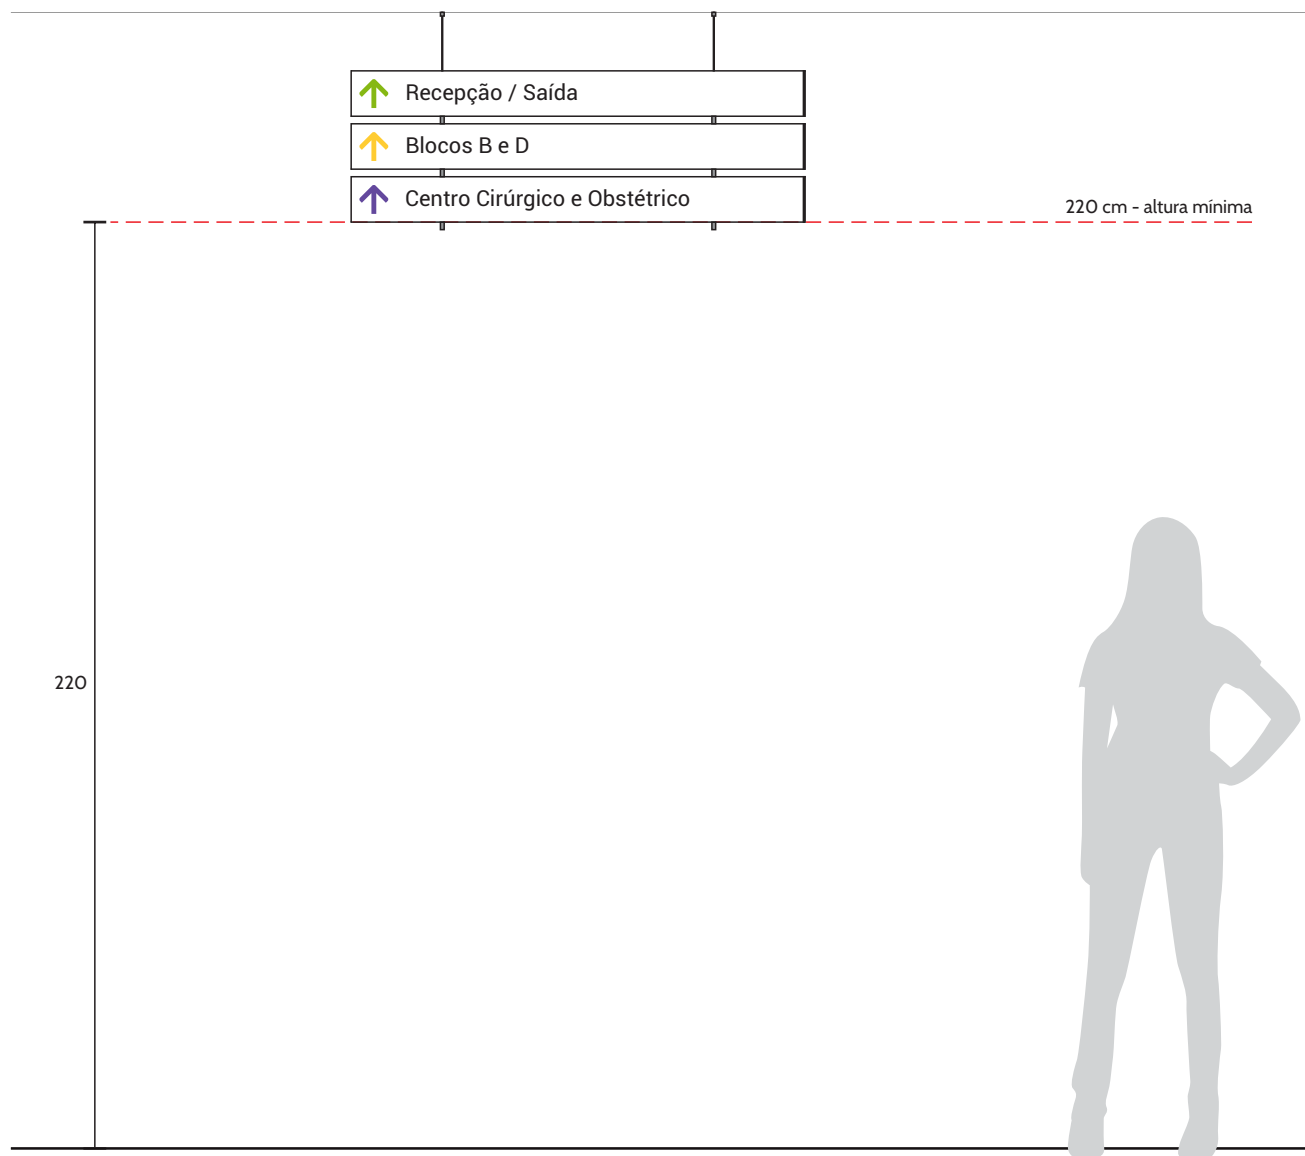 Recepção / Saída
Blocos B e D
Centro Cirúrgico e Obstétrico
220 cm - altura mínima
220